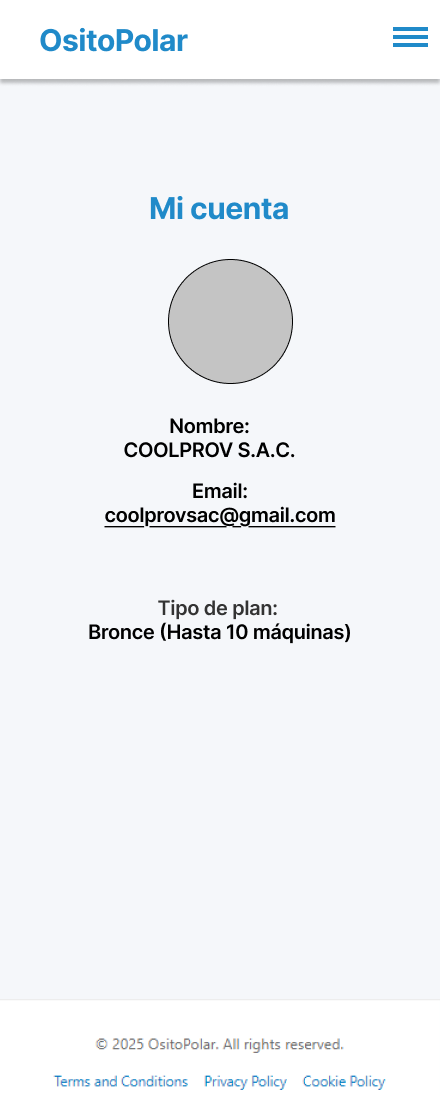 OsitoPolar
Mi cuenta
Nombre:
COOLPROV S.A.C.
Email:
coolprovsac@gmail.com
Tipo de plan:
Bronce (Hasta 10 máquinas)
© 2025 OsitoPolar. All rights reserved.
Terms and Conditions Privacy Policy Cookie Policy